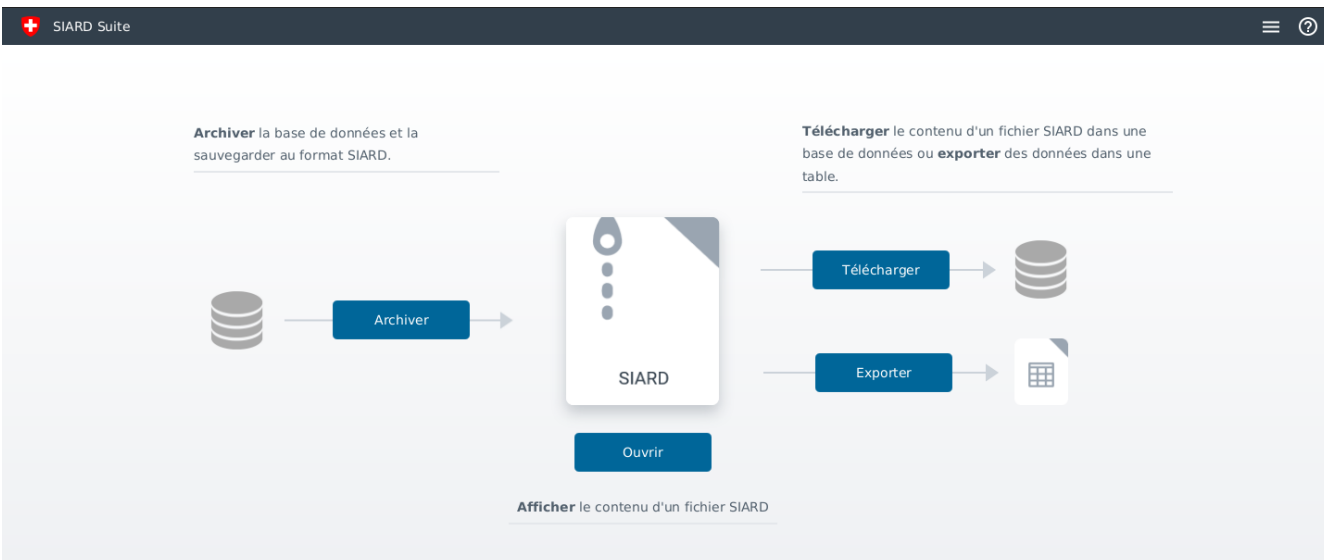 SIARD Suite
Archiver la base de données et la
sauvegarder au format SIARD.
Télécharger le contenu d'un fichier SIARD dans une
base de données ou exporter des données dans une
table.
Télécharger
Archiver
SIARD
Exporter
Ouvrir
Afficher le contenu d'un fichier SIARD